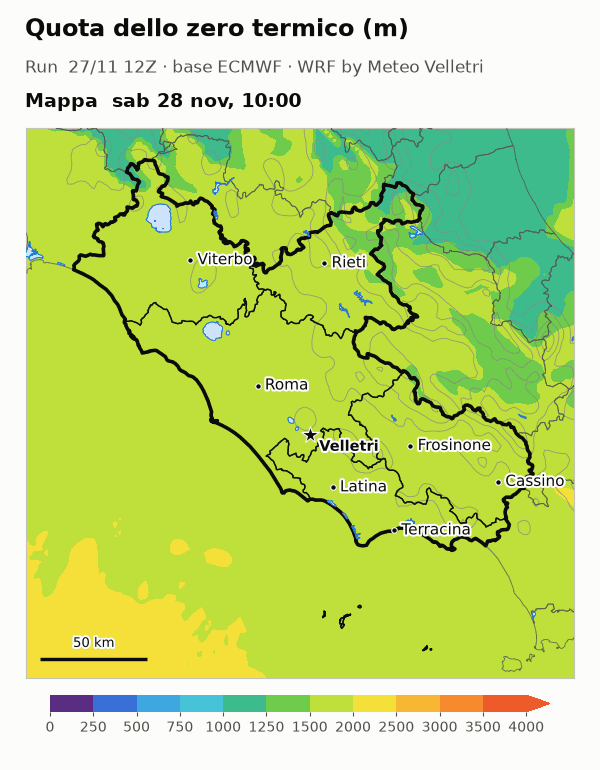 Quota dello zero termico (m)
Run  27/11 12Z · base ECMWF · WRF by Meteo Velletri
Mappa  sab 28 nov, 10:00
Viterbo
Rieti
Roma
Velletri
Frosinone
Cassino
Latina
Terracina
50 km
0 250 500 750 1000 1250 1500 2000 2500 3000 3500 4000